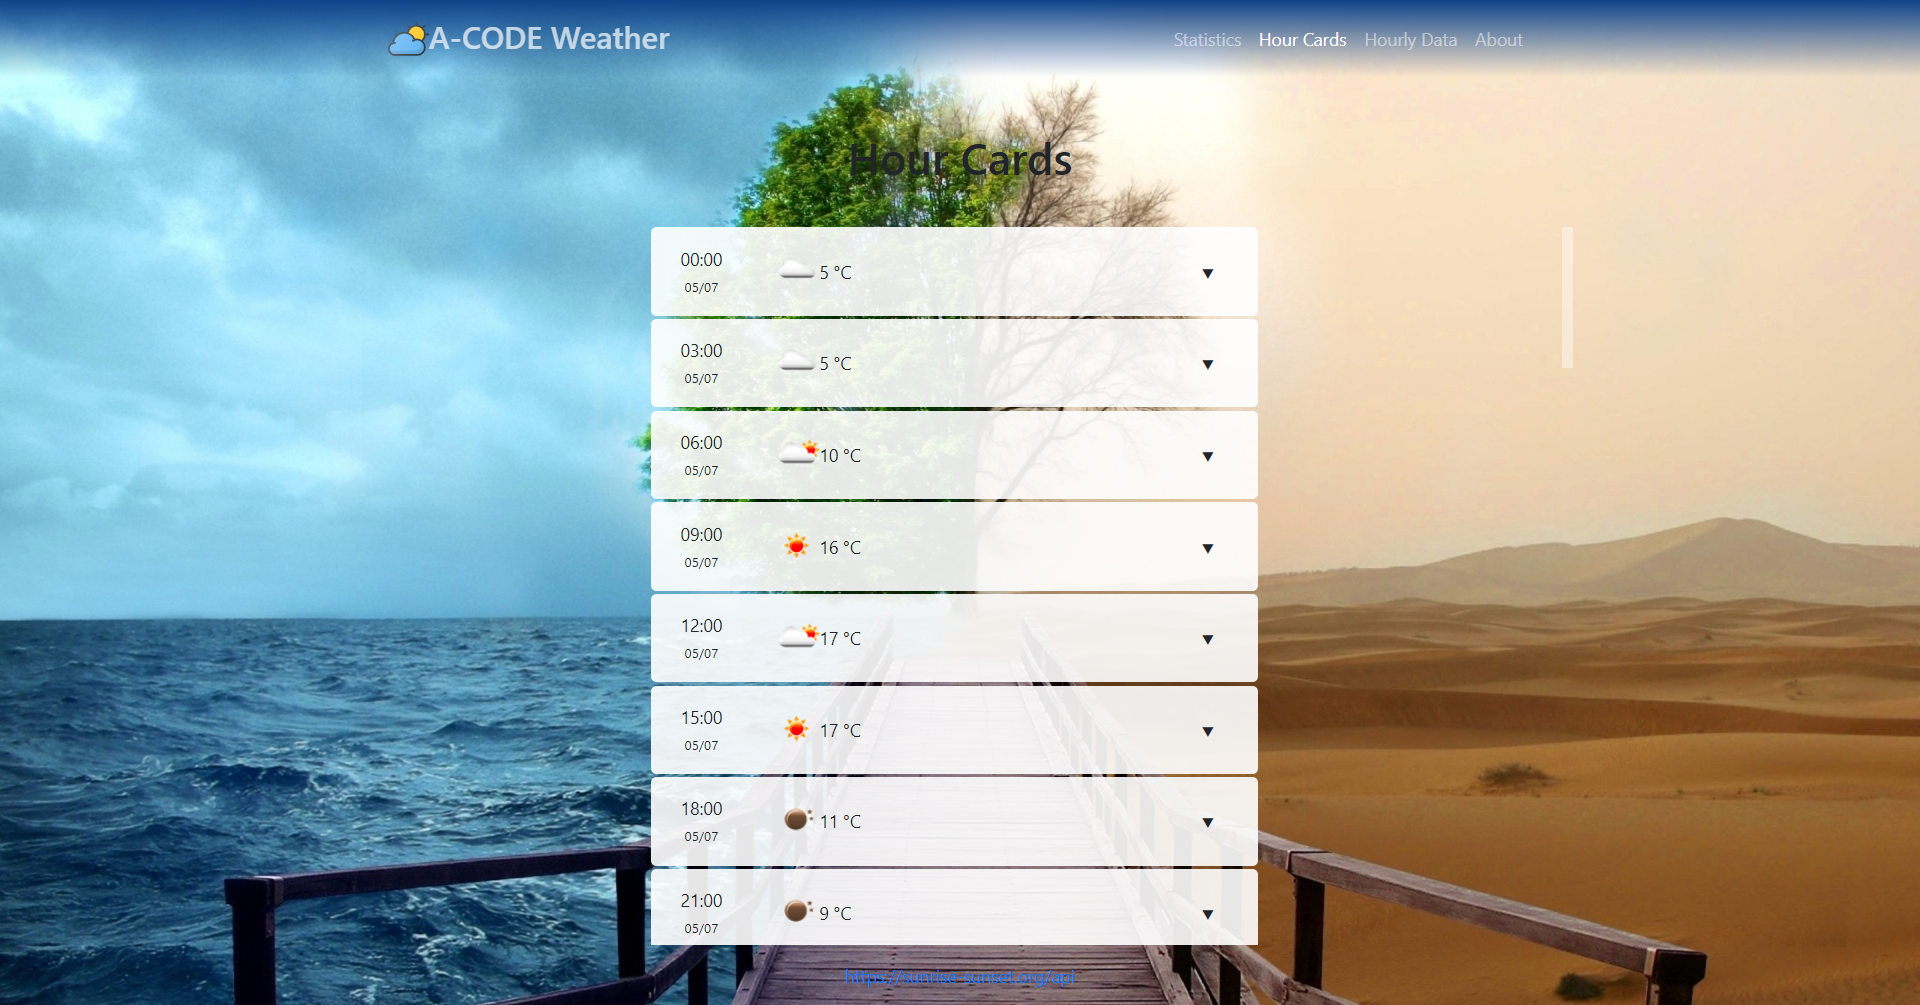 A-CODE Weather
Statistics Hour Cards Hourly Data About
Hour Cards
00:00
05/07
5 °C
▼
03:00
05/07
5 °C
▼
06:00
05/07
10 °C
▼
09:00
05/07
16 °C
▼
12:00
05/07
17 °C
▼
15:00
05/07
17 °C
▼
18:00
05/07
11 °C
▼
21:00
05/07
9 °C
▼
https://sunrise-sunset.org/api